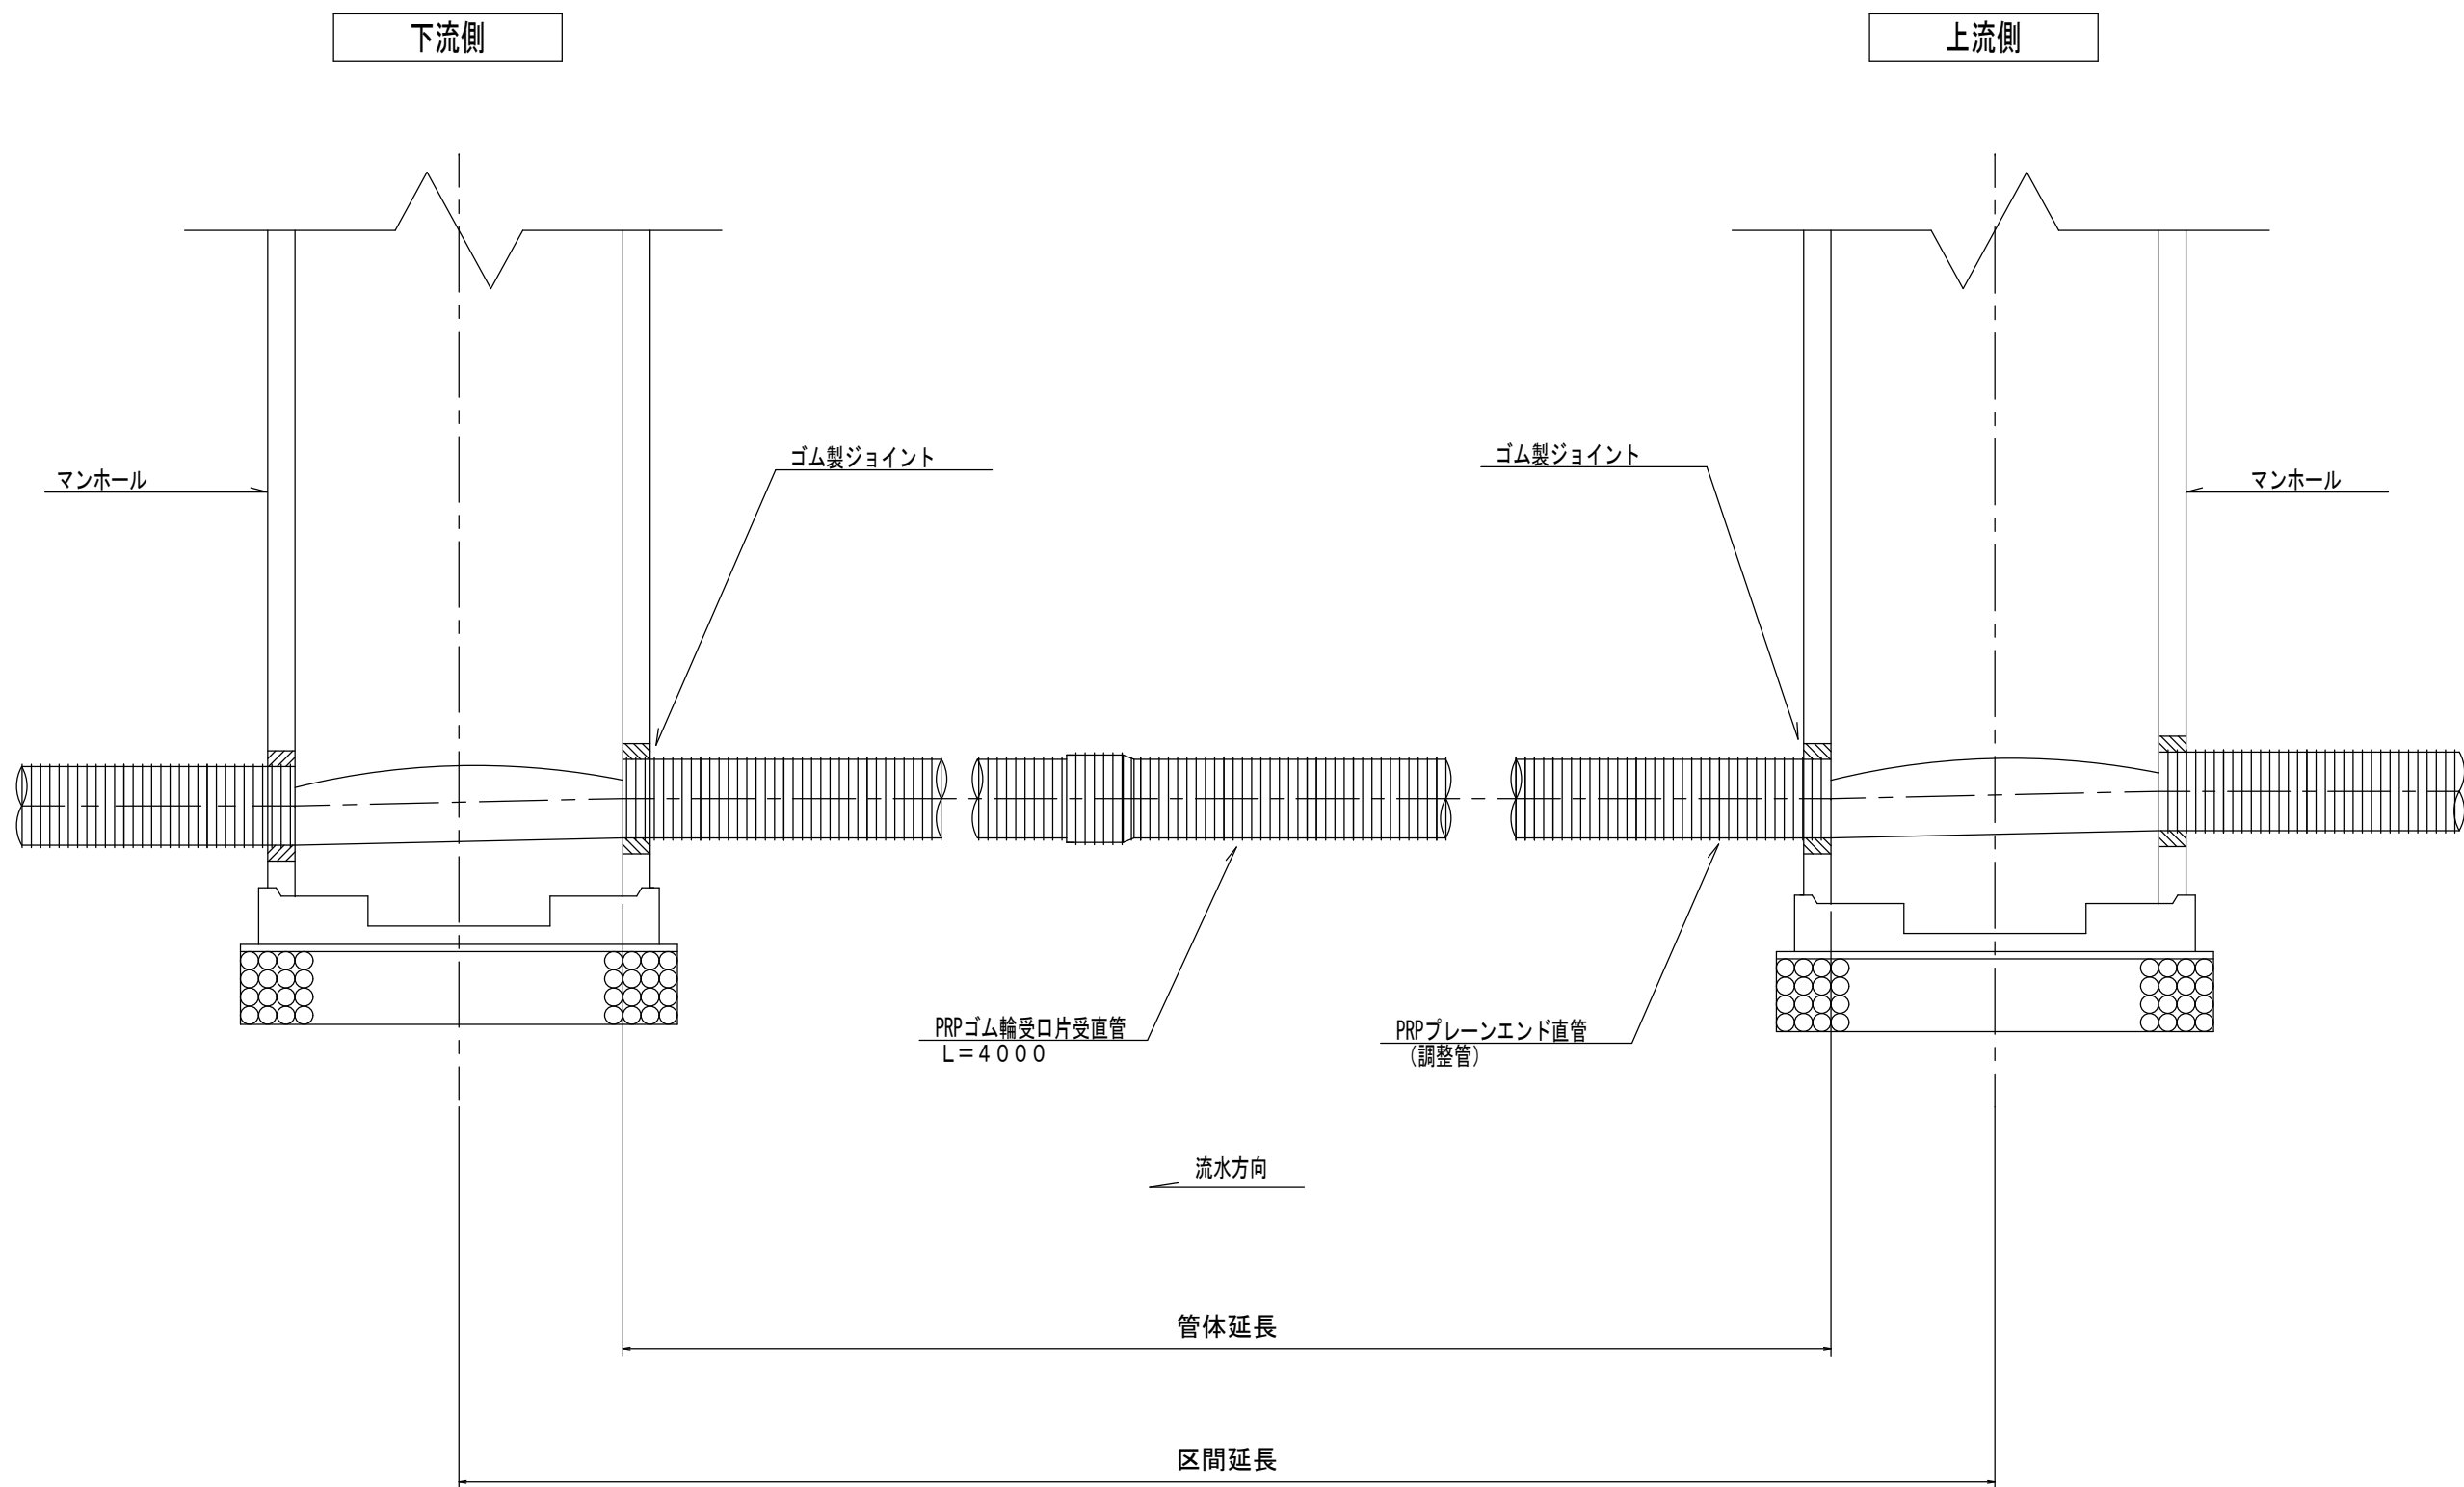 下流側
上流側
ゴム製ジョイント
ゴム製ジョイント
マンホール
マンホール
PRPゴム輪受口片受直管
L=4000
PRPプレーンエンド直管
(調整管)
流水方向
管体延長
区間延長